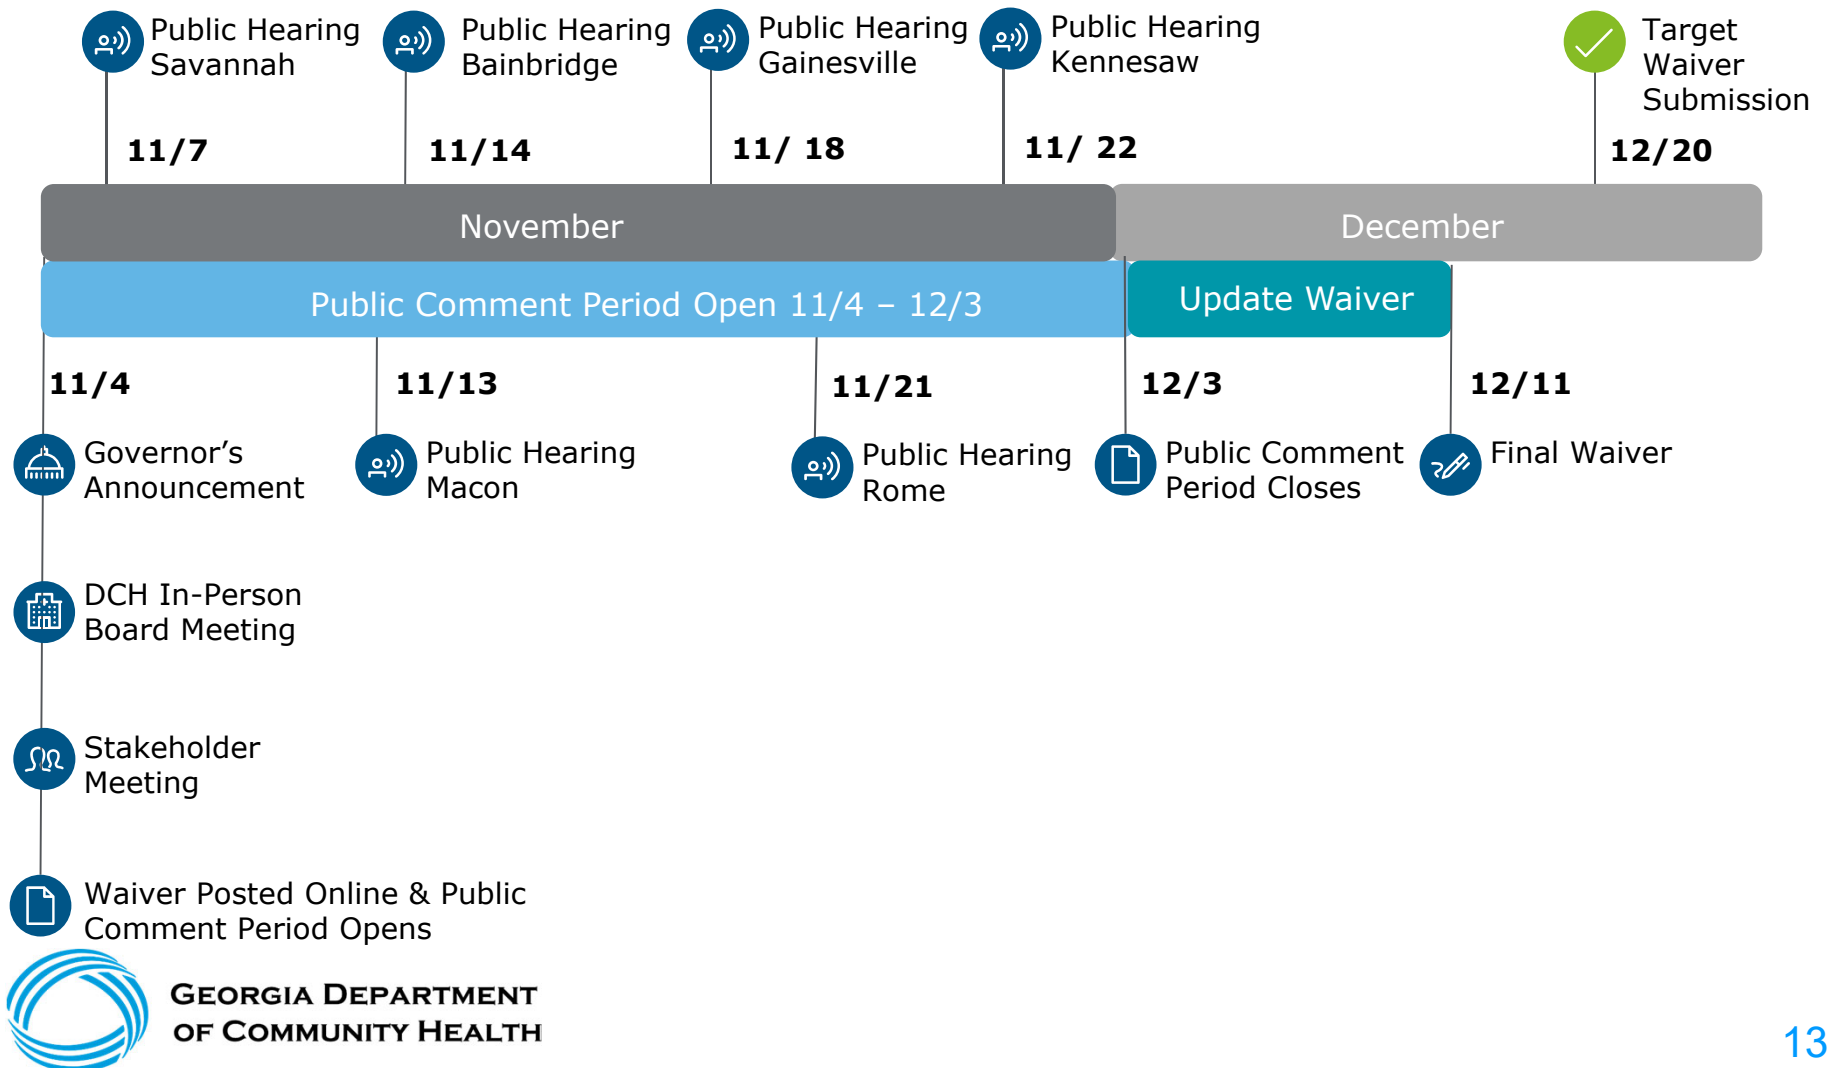 Public Hearing
Savannah
Public Hearing
Bainbridge
Public Hearing
Gainesville
Public Hearing
Kennesaw
Target
Waiver
Submission
11/7
11/14
11/ 18
11/ 22
12/20
November
December
Public Comment Period Open 11/4 – 12/3
Update Waiver
11/4
11/13
11/21
12/3
12/11
Governor’s
Announcement
Public Hearing
Macon
Public Hearing
Rome
Public Comment
Period Closes
Final Waiver
DCH In-Person
Board Meeting
Stakeholder
Meeting
Waiver Posted Online & Public
Comment Period Opens
GEORGIA DEPARTMENT
OF COMMUNITY HEALTH
13